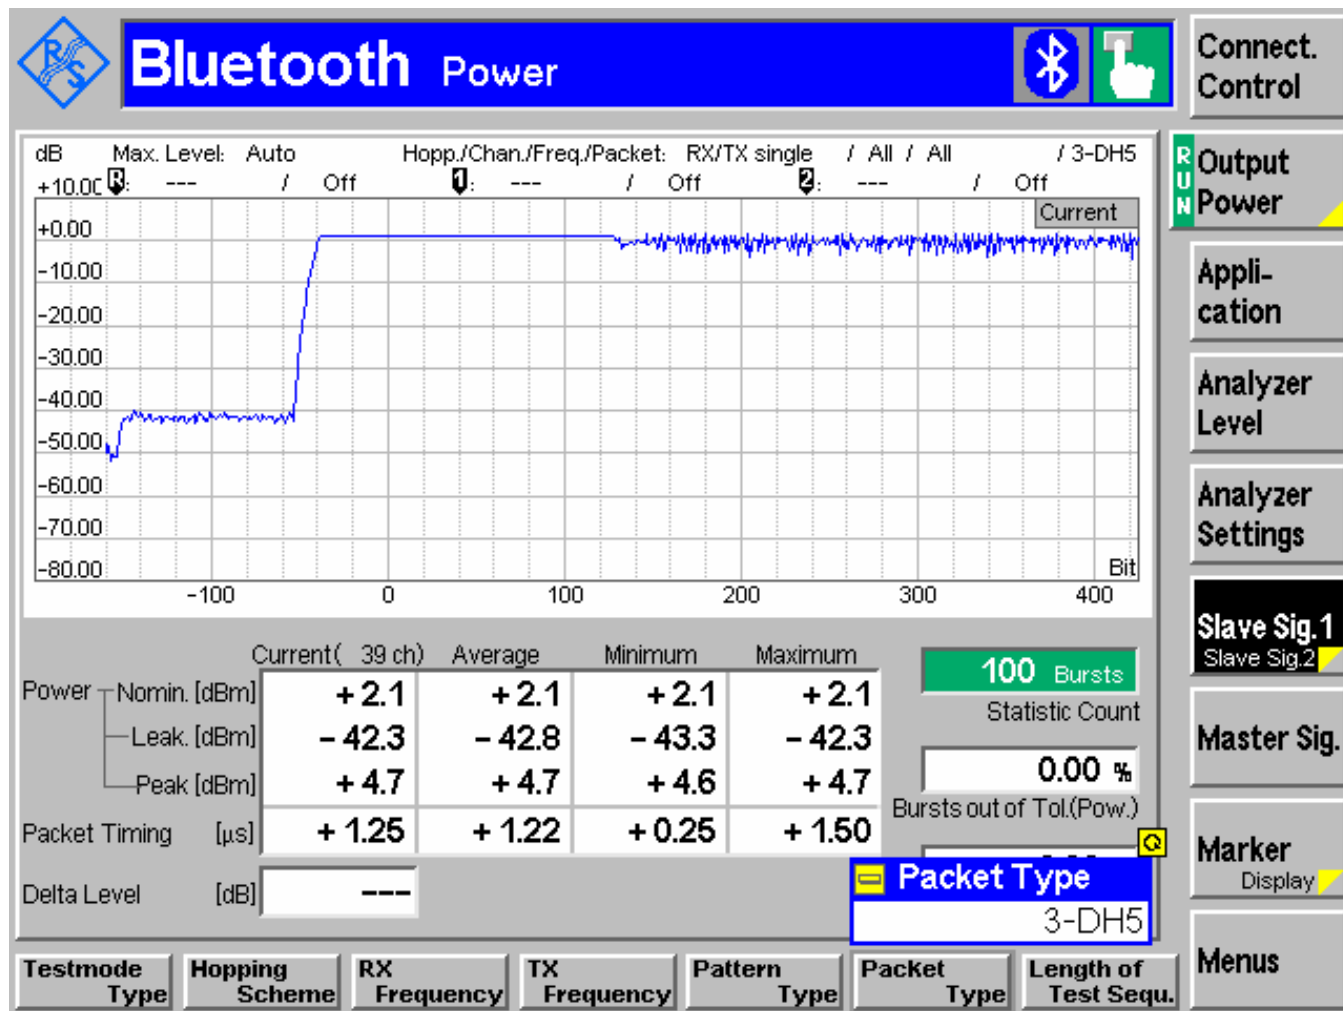 R S
Bluetooth Power
Connect. Control
dB Max. Level: Auto Hopp./Chan./Freq./Packet: RX/TX single / All / All / 3-DH5
R: --- / Off 1: --- / Off 2: --- / Off
Current
+10.00
+0.00
-10.00
-20.00
-30.00
-40.00
-50.00
-60.00
-70.00
-80.00
Bit
-100 0 100 200 300 400
Current( 39 ch) Average Minimum Maximum
Power Nomin. [dBm] +2.1 +2.1 +2.1 +2.1
Leak. [dBm] -42.3 -42.8 -43.3 -42.3
Peak [dBm] +4.7 +4.7 +4.6 +4.7
Packet Timing [µs] +1.25 +1.22 +0.25 +1.50
Delta Level [dB] ---
100 Bursts
Statistic Count
0.00 %
Bursts out of Tol.(Pow.)
Packet Type
3-DH5
RUN
Output
Power
Appli-
cation
Analyzer
Level
Analyzer
Settings
Slave Sig.1
Slave Sig.2
Master Sig.
Marker
Display
Menus
Testmode Type
Hopping Scheme
RX Frequency
TX Frequency
Pattern Type
Packet Type
Length of Test Sequ.